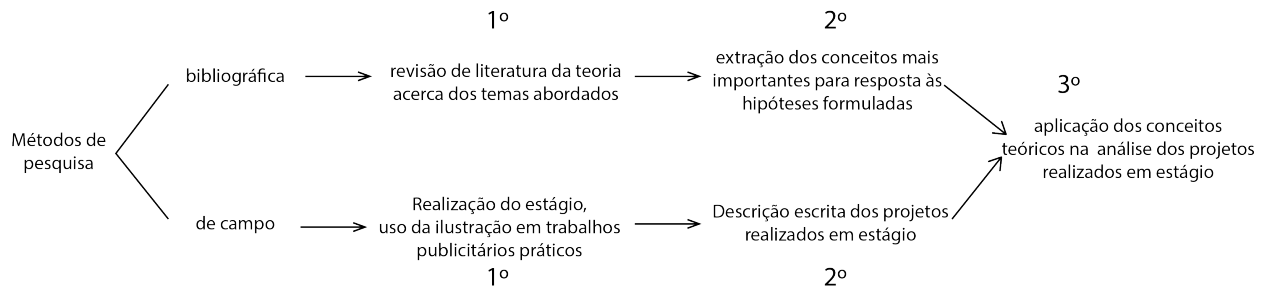 1º
2º
bibliográfica
revisão de literatura da teoria
acerca dos temas abordados
extração dos conceitos mais
importantes para resposta às
hipóteses formuladas
3º
Métodos de
pesquisa
aplicação dos conceitos
teóricos na análise dos projetos
realizados em estágio
de campo
Realização do estágio,
uso da ilustração em trabalhos
publicitários práticos
Descrição escrita dos projetos
realizados em estágio
1º
2º